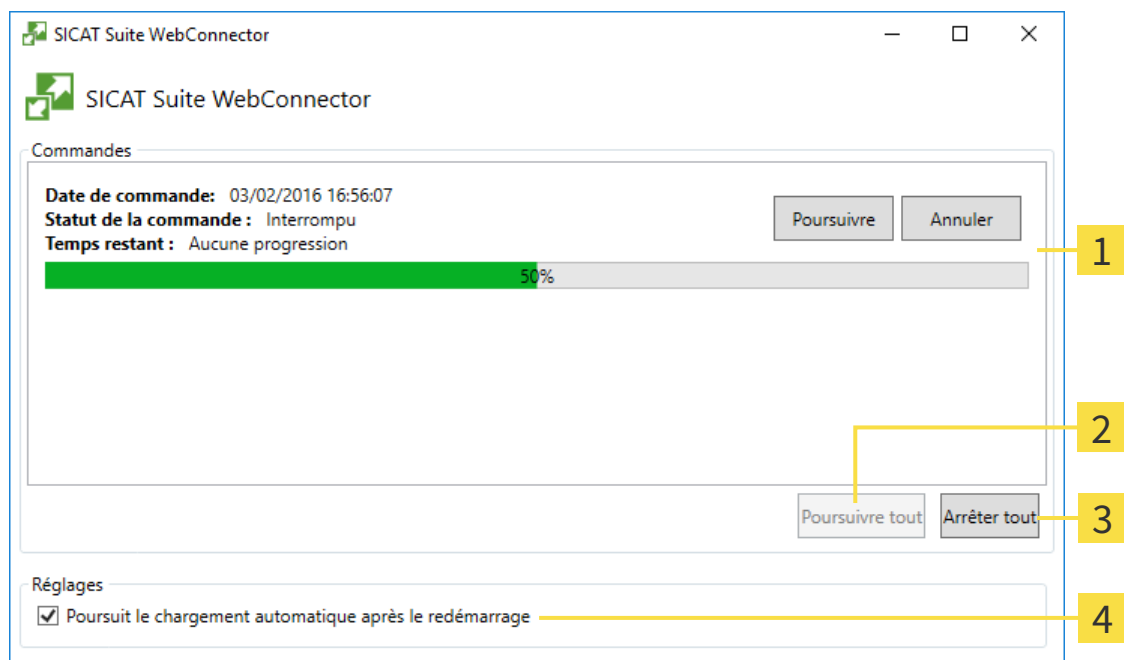 SICAT Suite WebConnector
SICAT Suite WebConnector
Commandes
Date de commande: 03/02/2016 16:56:07
Statut de la commande : Interrompu
Temps restant : Aucune progression
Poursuivre
Annuler
1
50%
2
Poursuivre tout
Arrêter tout
3
Réglages
Poursuit le chargement automatique après le redémarrage
4